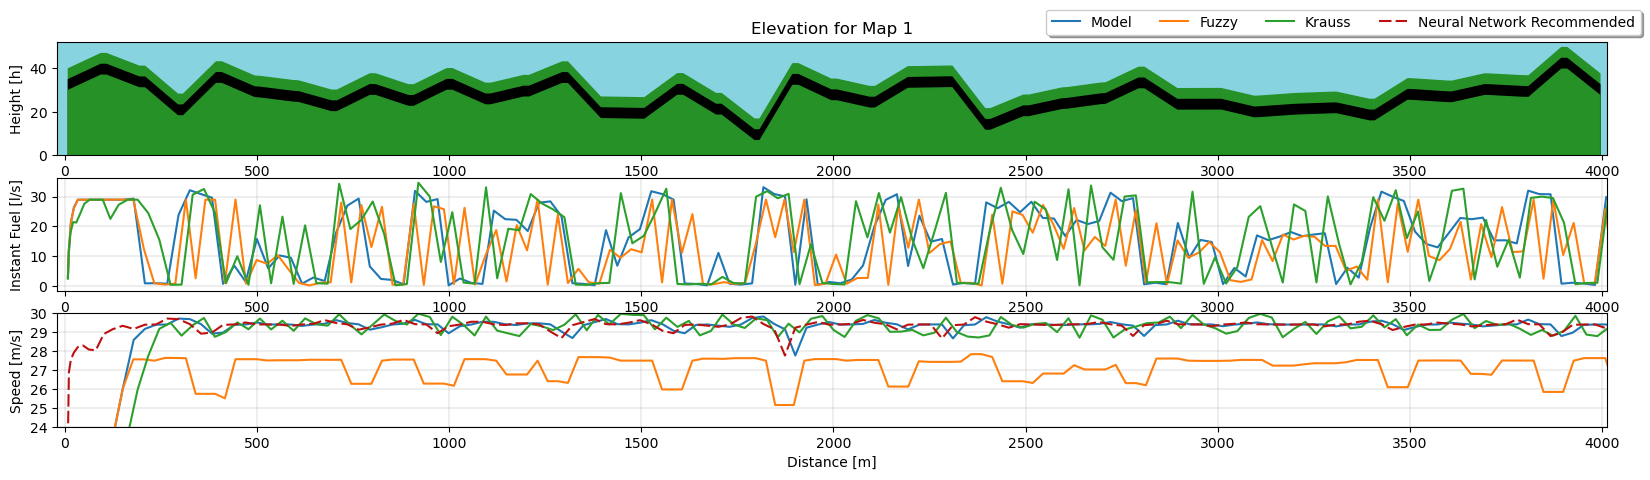 Model Fuzzy Krauss Neural Network Recommended
Elevation for Map 1
Height [h]
40
20
0
0 500 1000 1500 2000 2500 3000 3500 4000
Instant Fuel [l/s]
30
20
10
0
0 500 1000 1500 2000 2500 3000 3500 4000
Speed [m/s]
30
29
28
27
26
25
24
0 500 1000 1500 2000 2500 3000 3500 4000
Distance [m]